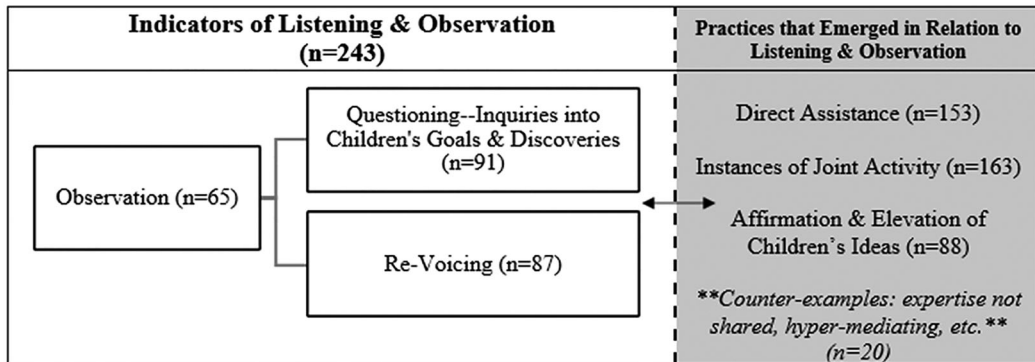 Indicators of Listening & Observation
(n=243)
Practices that Emerged in Relation to
Listening & Observation
Observation (n=65)
Questioning--Inquiries into
Children's Goals & Discoveries
(n=91)
Re-Voicing (n=87)
Direct Assistance (n=153)
Instances of Joint Activity (n=163)
Affirmation & Elevation of
Children’s Ideas (n=88)
**Counter-examples: expertise not
shared, hyper-mediating, etc.**
(n=20)